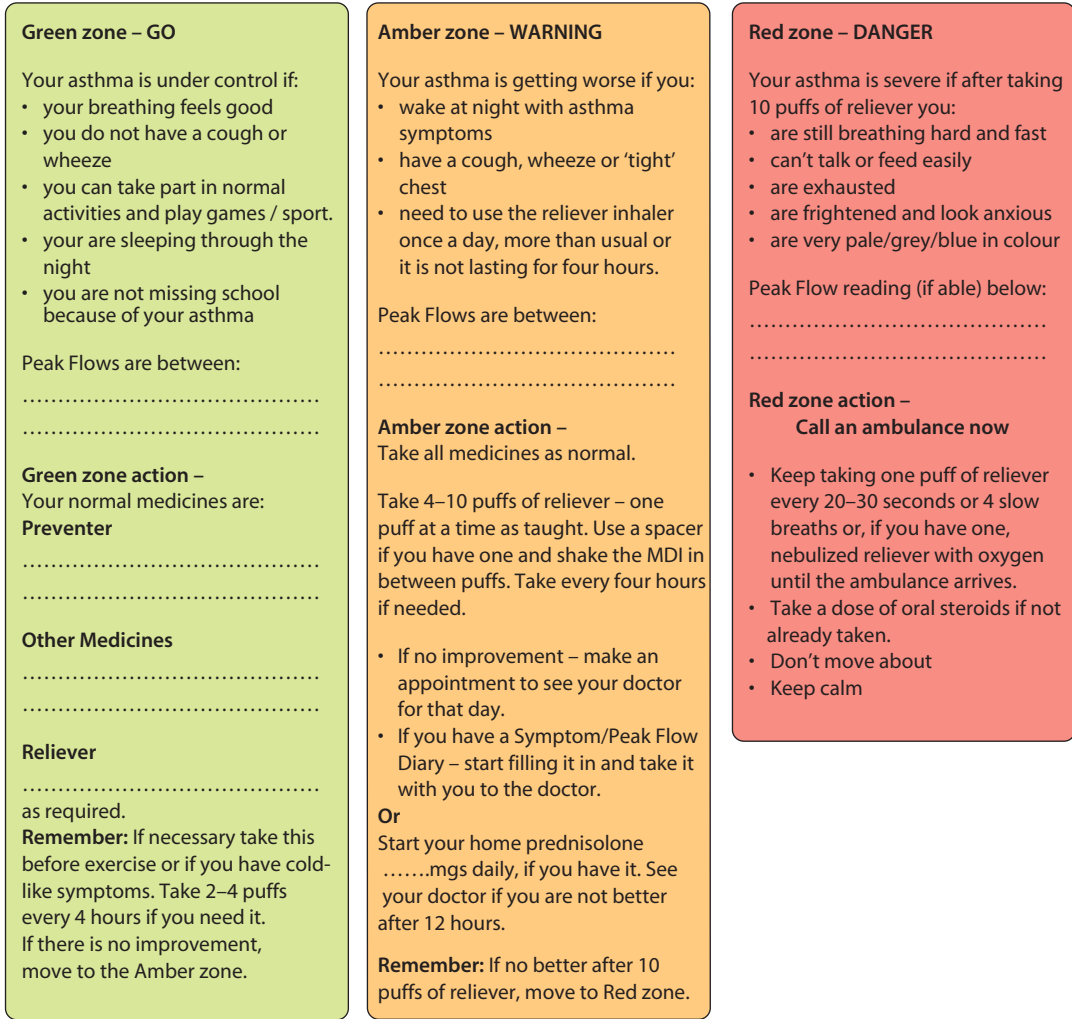 Green zone – GO
Your asthma is under control if:
• your breathing feels good
• you do not have a cough or
wheeze
• you can take part in normal
activities and play games / sport.
• your are sleeping through the
night
• you are not missing school
because of your asthma
Peak Flows are between:
……………………………………
……………………………………
Green zone action –
Your normal medicines are:
Preventer
……………………………………
……………………………………
Other Medicines
……………………………………
……………………………………
Reliever
……………………………………
as required.
Remember: If necessary take this
before exercise or if you have cold-
like symptoms. Take 2–4 puffs
every 4 hours if you need it.
If there is no improvement,
move to the Amber zone.
Amber zone – WARNING
Your asthma is getting worse if you:
• wake at night with asthma
symptoms
• have a cough, wheeze or ‘tight’
chest
• need to use the reliever inhaler
once a day, more than usual or
it is not lasting for four hours.
Peak Flows are between:
……………………………………
……………………………………
Amber zone action –
Take all medicines as normal.
Take 4–10 puffs of reliever – one
puff at a time as taught. Use a spacer
if you have one and shake the MDI in
between puffs. Take every four hours
if needed.
• If no improvement – make an
appointment to see your doctor
for that day.
• If you have a Symptom/Peak Flow
Diary – start filling it in and take it
with you to the doctor.
Or
Start your home prednisolone
…….mgs daily, if you have it. See
your doctor if you are not better
after 12 hours.
Remember: If no better after 10
puffs of reliever, move to Red zone.
Red zone – DANGER
Your asthma is severe if after taking
10 puffs of reliever you:
• are still breathing hard and fast
• can’t talk or feed easily
• are exhausted
• are frightened and look anxious
• are very pale/grey/blue in colour
Peak Flow reading (if able) below:
……………………………………
……………………………………
Red zone action –
Call an ambulance now
• Keep taking one puff of reliever
every 20–30 seconds or 4 slow
breaths or, if you have one,
nebulized reliever with oxygen
until the ambulance arrives.
• Take a dose of oral steroids if not
already taken.
• Don’t move about
• Keep calm